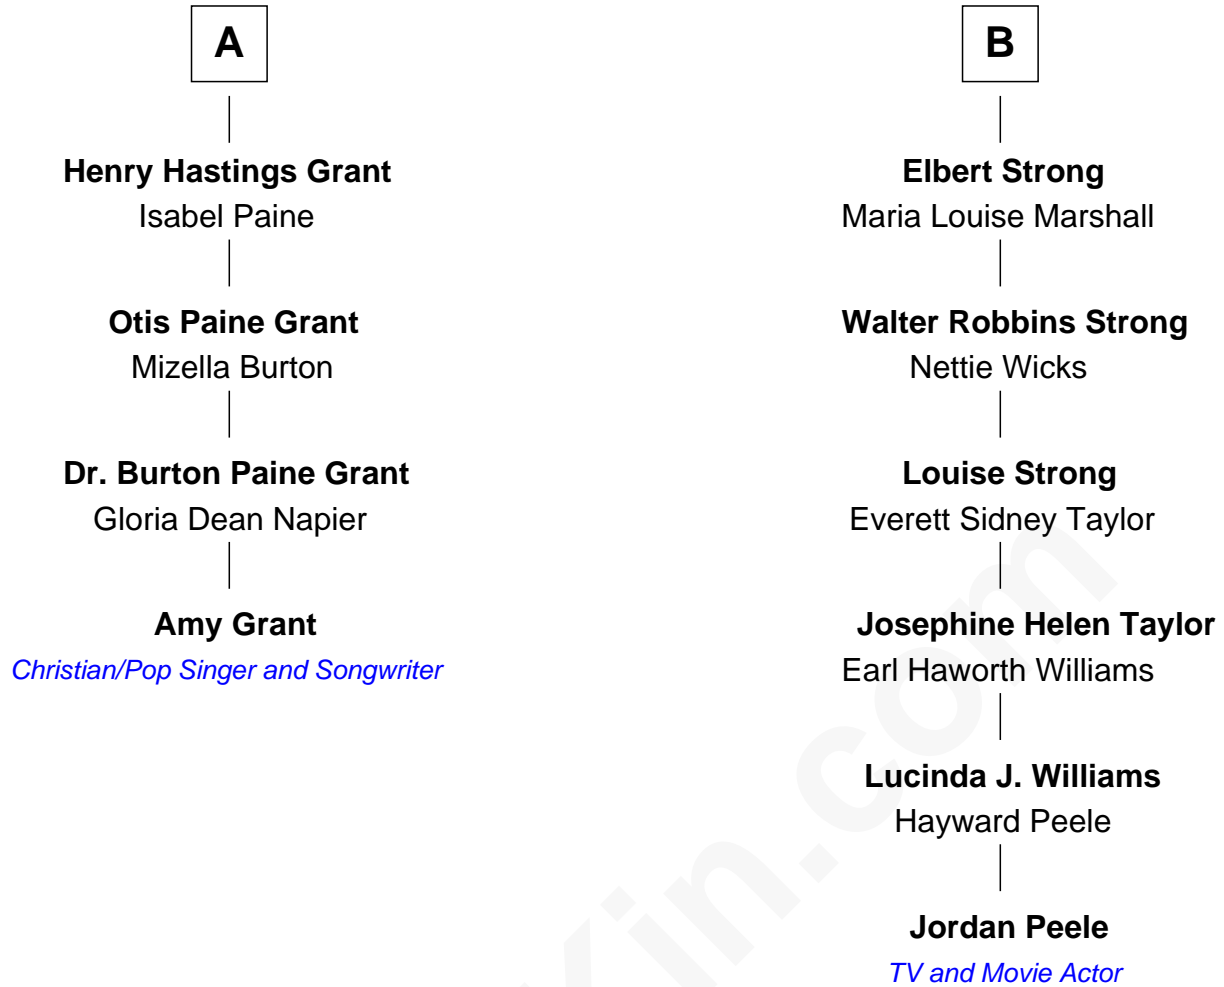 A
Henry Hastings Grant
Isabel Paine
Otis Paine Grant
Mizella Burton
Dr. Burton Paine Grant
Gloria Dean Napier
Amy Grant
Christian/Pop Singer and Songwriter
B
Elbert Strong
Maria Louise Marshall
Walter Robbins Strong
Nettie Wicks
Louise Strong
Everett Sidney Taylor
Josephine Helen Taylor
Earl Haworth Williams
Lucinda J. Williams
Hayward Peele
Jordan Peele
TV and Movie Actor
Kin.com